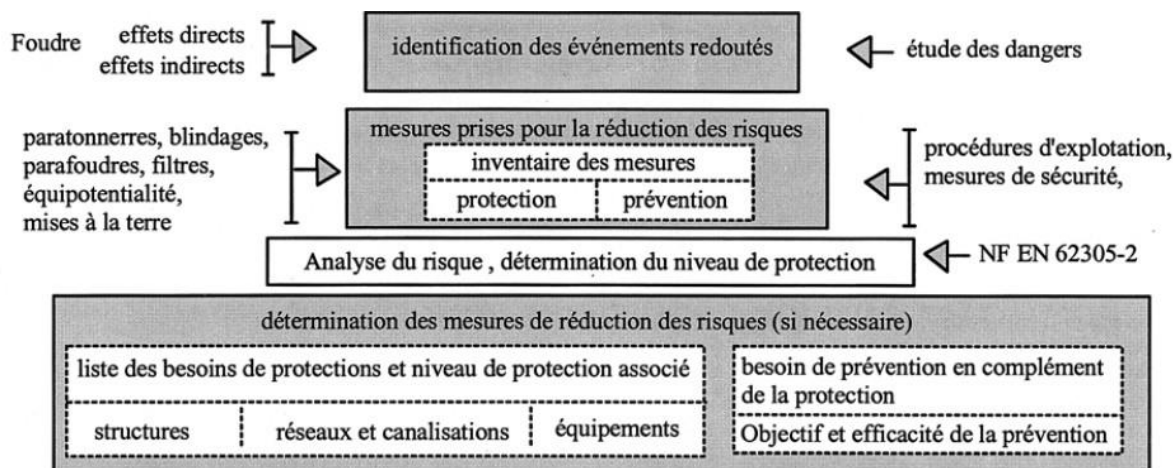 Foudre
effets directs
effets indirects
identification des événements redoutés
étude des dangers
paratonnerres, blindages,
parafoudres, filtres,
équipotentialité,
mises à la terre
mesures prises pour la réduction des risques
inventaire des mesures
protection
prévention
procédures d'explotation,
mesures de sécurité,
Analyse du risque , détermination du niveau de protection
NF EN 62305-2
détermination des mesures de réduction des risques (si nécessaire)
liste des besoins de protections et niveau de protection associé
structures
réseaux et canalisations
équipements
besoin de prévention en complément
de la protection
Objectif et efficacité de la prévention